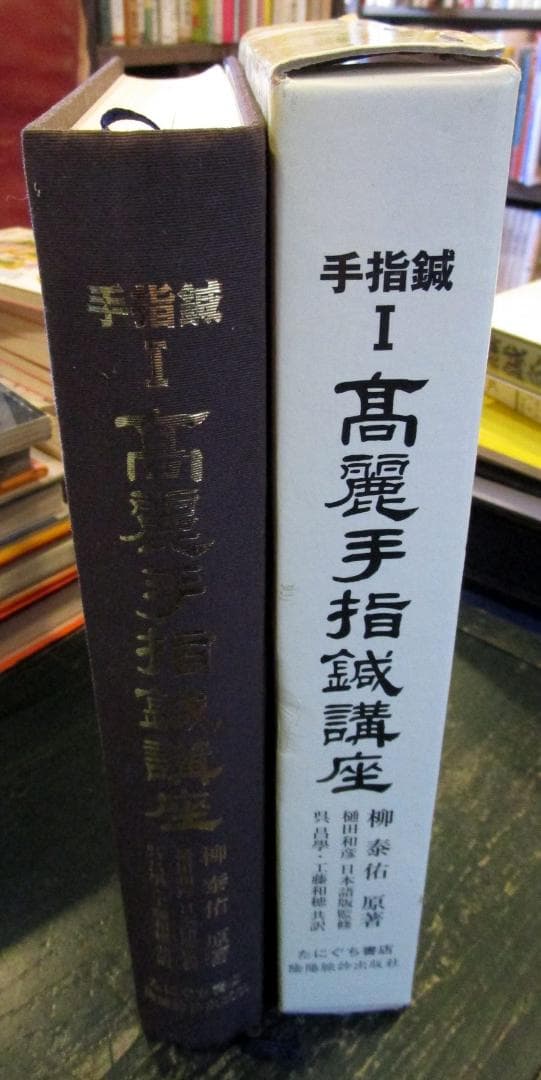 手指鍼
I
高麗手指鍼講座
柳泰佑 原著
手指鍼
I
髙麗手指鍼講座
柳泰佑 原著
樋田和彦 日本語版監修
呉昌學・工藤和穂 共訳
たにぐち書店
陰陽脉診出版社